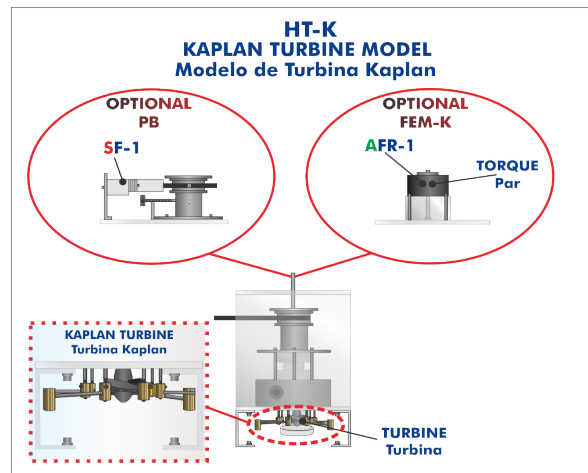 HT-K
KAPLAN TURBINE MODEL
Modelo de Turbina Kaplan
OPTIONAL
PB
SF-1
OPTIONAL
FEM-K
AFR-1
TORQUE
Par
KAPLAN TURBINE
Turbina Kaplan
TURBINE
Turbina